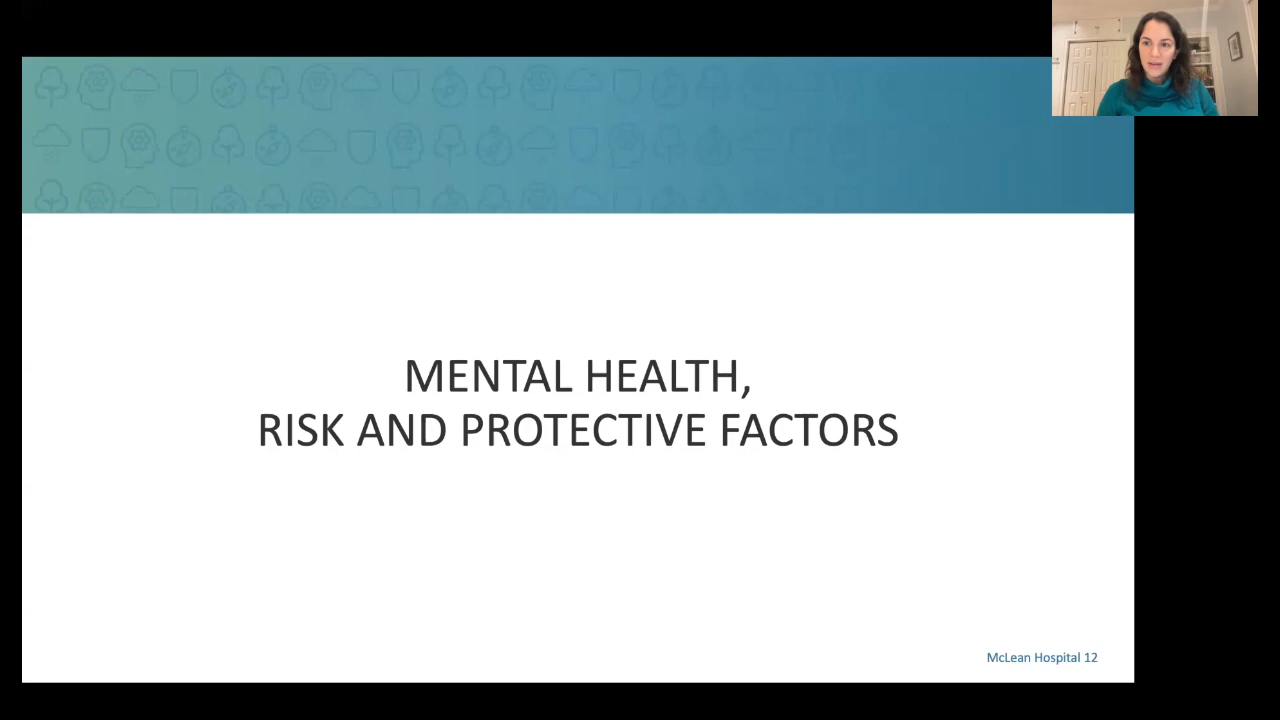 MENTAL HEALTH,
RISK AND PROTECTIVE FACTORS
McLean Hospital 12